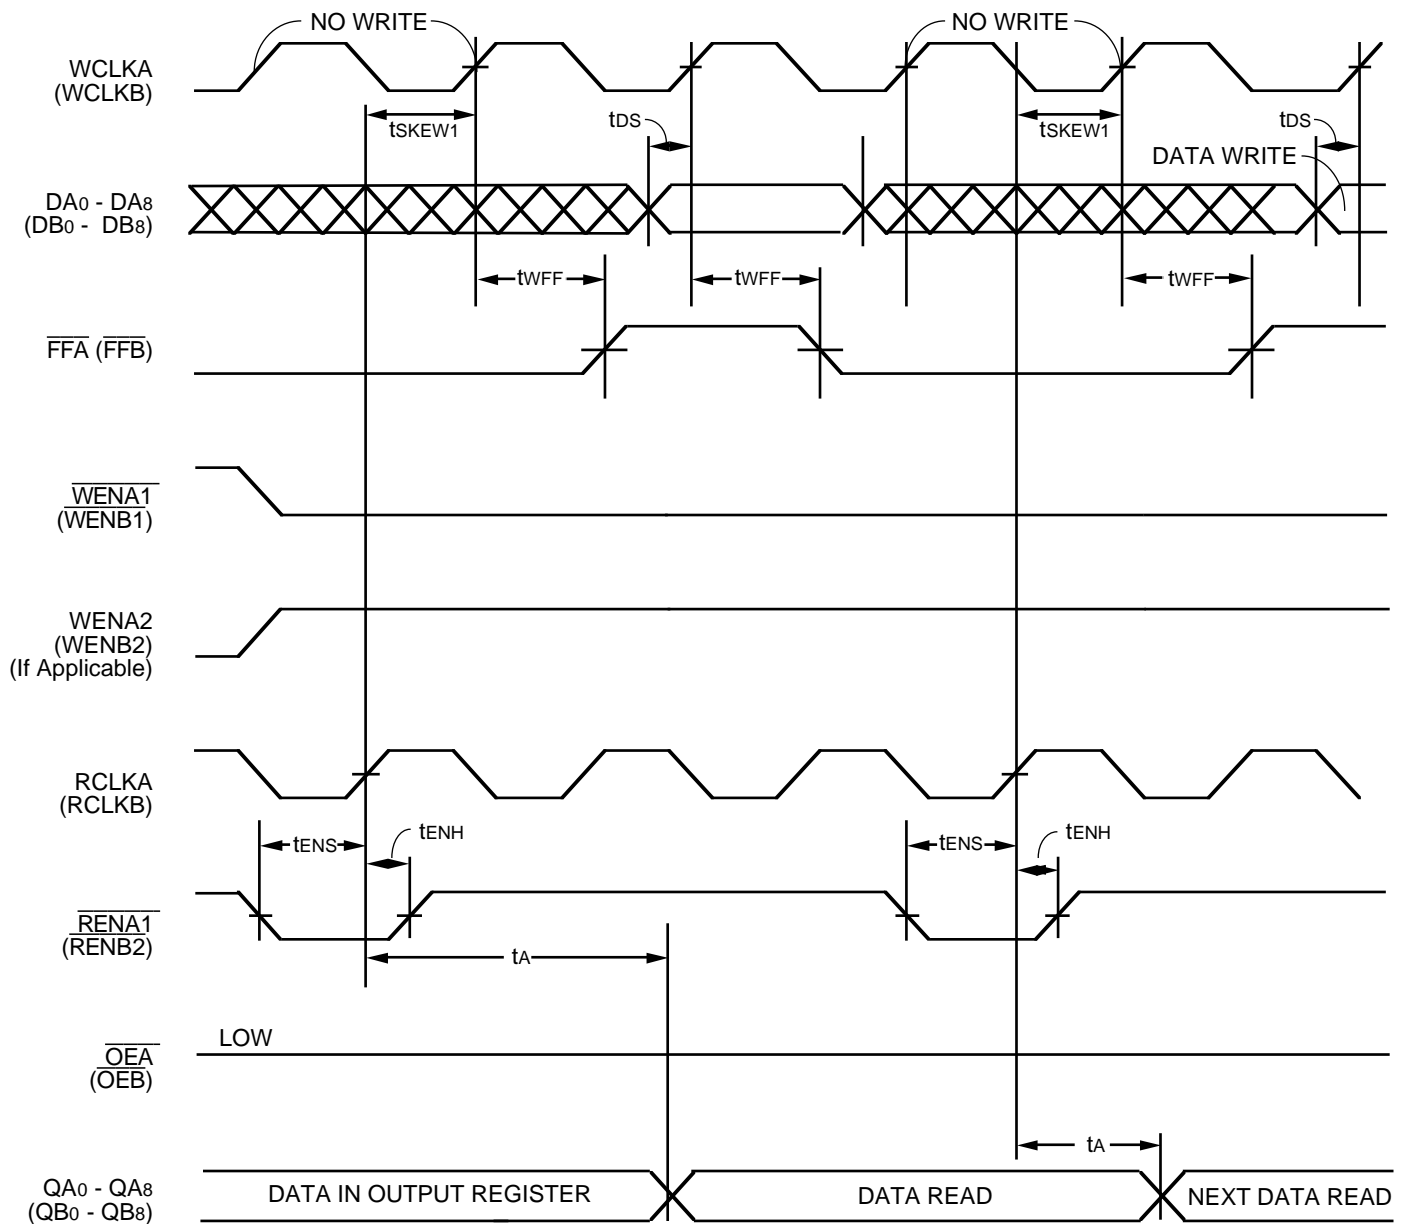 NO WRITE
NO WRITE
WCLKA
(WCLKB)
tSKEW1
tDS
tSKEW1
tDS
DATA WRITE
DA0 - DA8
(DB0 - DB8)
tWFF
tWFF
tWFF
FFA (FFB)
WENA1
(WENB1)
WENA2
(WENB2)
(If Applicable)
RCLKA
(RCLKB)
tENS
tENH
tENS
tENH
RENA1
(RENB2)
tA
LOW
OEA
(OEB)
tA
QA0 - QA8
(QB0 - QB8)
DATA IN OUTPUT REGISTER
DATA READ
NEXT DATA READ